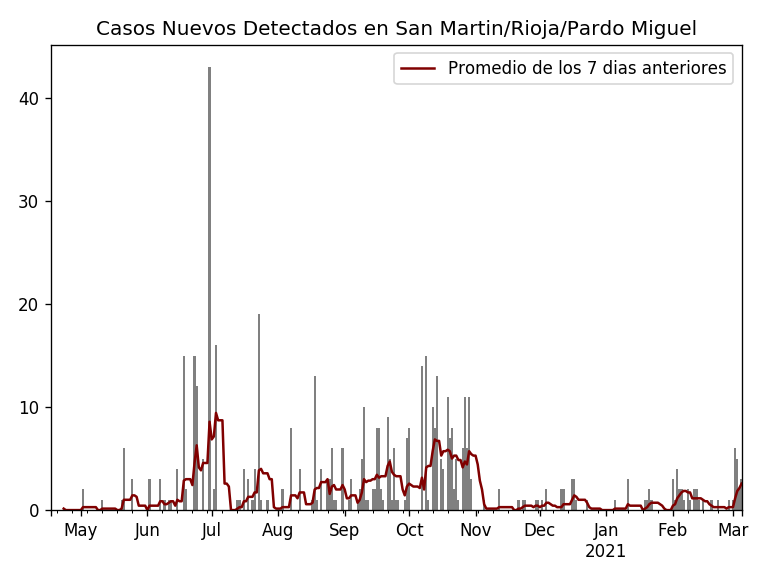 Casos Nuevos Detectados en San Martin/Rioja/Pardo Miguel
Promedio de los 7 dias anteriores
40
30
20
10
0
May Jun Jul Aug Sep Oct Nov Dec Jan Feb Mar
2021